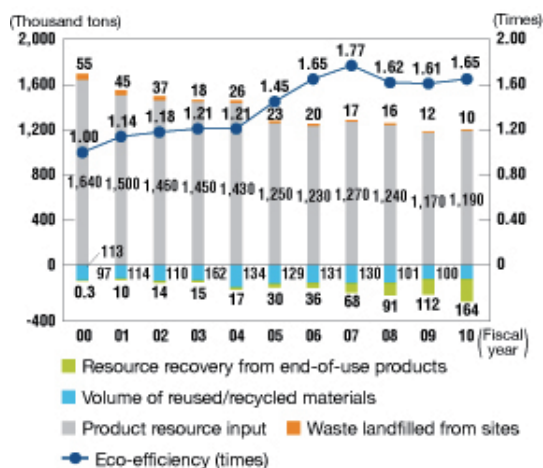 (Thousand tons) (Times)
2,000 2.00
55 45 37 18 26 1.45 1.65 1.77 1.62 1.61 1.65
1,600 1.60
1.00 1.14 1.18 1.21 1.21 23 20 17 16 12 10
1,200 1.20
800 0.80
1,640 1,500 1,460 1,450 1,430 1,250 1,230 1,270 1,240 1,170 1,190
400 0.40
113
0 97 114 110 162 134 129 131 130 101 100 0
0.3 10 14 15 17 30 36 68 91 112 164
-400
00 01 02 03 04 05 06 07 08 09 10 (Fiscal year)
Resource recovery from end-of-use products
Volume of reused/recycled materials
Product resource input Waste landfilled from sites
Eco-efficiency (times)